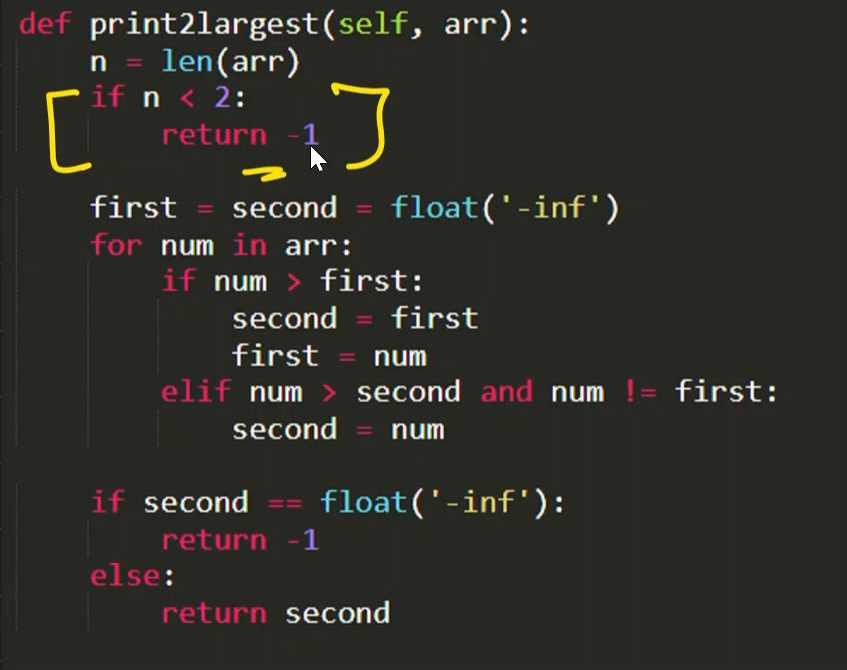 def print2largest(self, arr):
    n = len(arr)
    if n < 2:
        return -1
    first = second = float('-inf')
    for num in arr:
        if num > first:
            second = first
            first = num
        elif num > second and num != first:
            second = num
    if second == float('-inf'):
        return -1
    else:
        return second